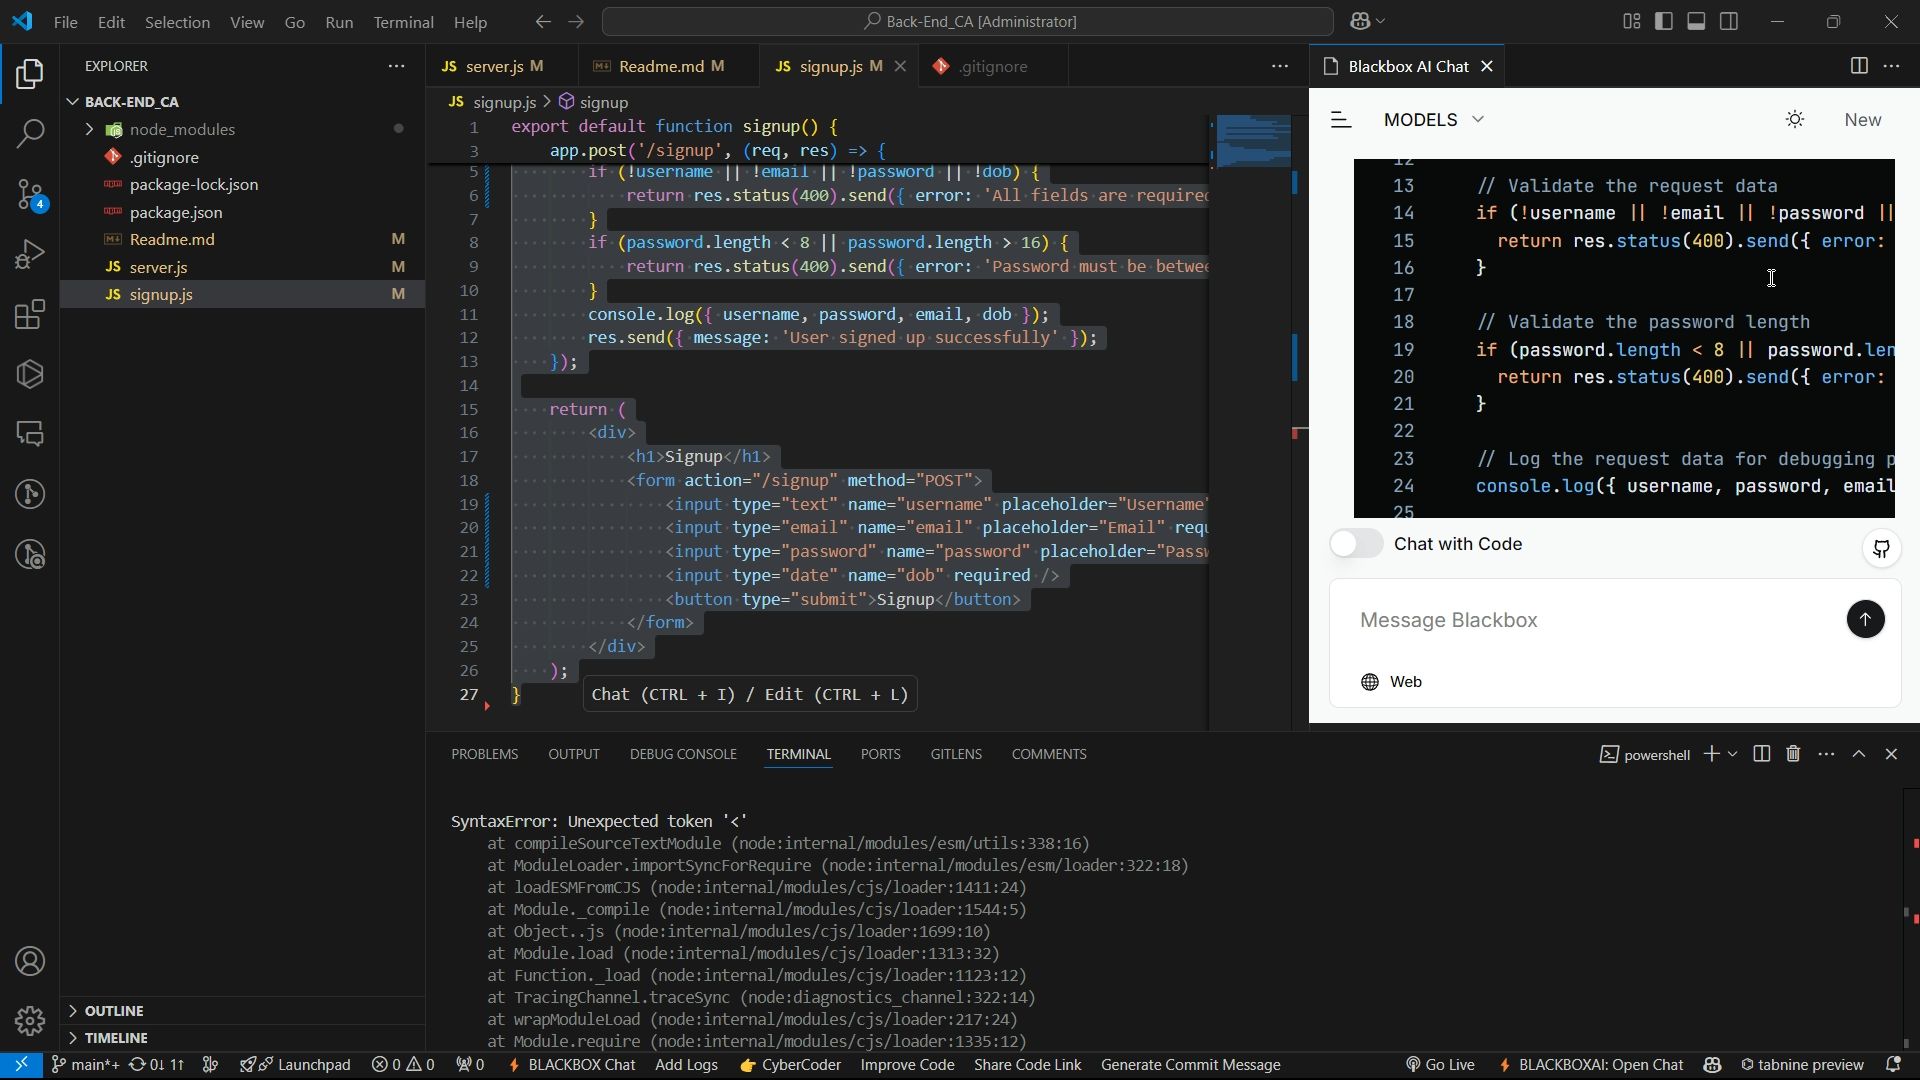 File Edit Selection View Go Run Terminal Help
Back-End_CA [Administrator]
EXPLORER
BACK-END_CA
node_modules
.gitignore
package-lock.json
package.json
Readme.md M
JS server.js M
JS signup.js M
OUTLINE
TIMELINE
JS server.js M
Readme.md M
JS signup.js M
.gitignore
JS signup.js > signup
1 export default function signup() {
3 app.post('/signup', (req, res) => {
5 if (!username || !email || !password || !dob) {
6 return res.status(400).send({ error: 'All fields are required
7 }
8 if (password.length < 8 || password.length > 16) {
9 return res.status(400).send({ error: 'Password must be betwee
10 }
11 console.log({ username, password, email, dob });
12 res.send({ message: 'User signed up successfully' });
13 });
14
15 return (
16 <div>
17 <h1>Signup</h1>
18 <form action="/signup" method="POST">
19 <input type="text" name="username" placeholder="Username"
20 <input type="email" name="email" placeholder="Email" requ
21 <input type="password" name="password" placeholder="Passw
22 <input type="date" name="dob" required />
23 <button type="submit">Signup</button>
24 </form>
25 </div>
26 );
27 }
Chat (CTRL + I) / Edit (CTRL + L)
Blackbox AI Chat
MODELS
New
12
13 // Validate the request data
14 if (!username || !email || !password ||
15 return res.status(400).send({ error:
16 }
17
18 // Validate the password length
19 if (password.length < 8 || password.len
20 return res.status(400).send({ error:
21 }
22
23 // Log the request data for debugging p
24 console.log({ username, password, email
25
Chat with Code
Message Blackbox
Web
PROBLEMS OUTPUT DEBUG CONSOLE TERMINAL PORTS GITLENS COMMENTS
powershell
SyntaxError: Unexpected token '<'
at compileSourceTextModule (node:internal/modules/esm/utils:338:16)
at ModuleLoader.importSyncForRequire (node:internal/modules/esm/loader:322:18)
at loadESMFromCJS (node:internal/modules/cjs/loader:1411:24)
at Module._compile (node:internal/modules/cjs/loader:1544:5)
at Object..js (node:internal/modules/cjs/loader:1699:10)
at Module.load (node:internal/modules/cjs/loader:1313:32)
at Function._load (node:internal/modules/cjs/loader:1123:12)
at TracingChannel.traceSync (node:diagnostics_channel:322:14)
at wrapModuleLoad (node:internal/modules/cjs/loader:217:24)
at Module.require (node:internal/modules/cjs/loader:1335:12)
4
main*+ 0↓ 1↑ Launchpad 0 0 0 BLACKBOX Chat Add Logs CyberCoder Improve Code Share Code Link Generate Commit Message Go Live BLACKBOXAI: Open Chat tabnine preview